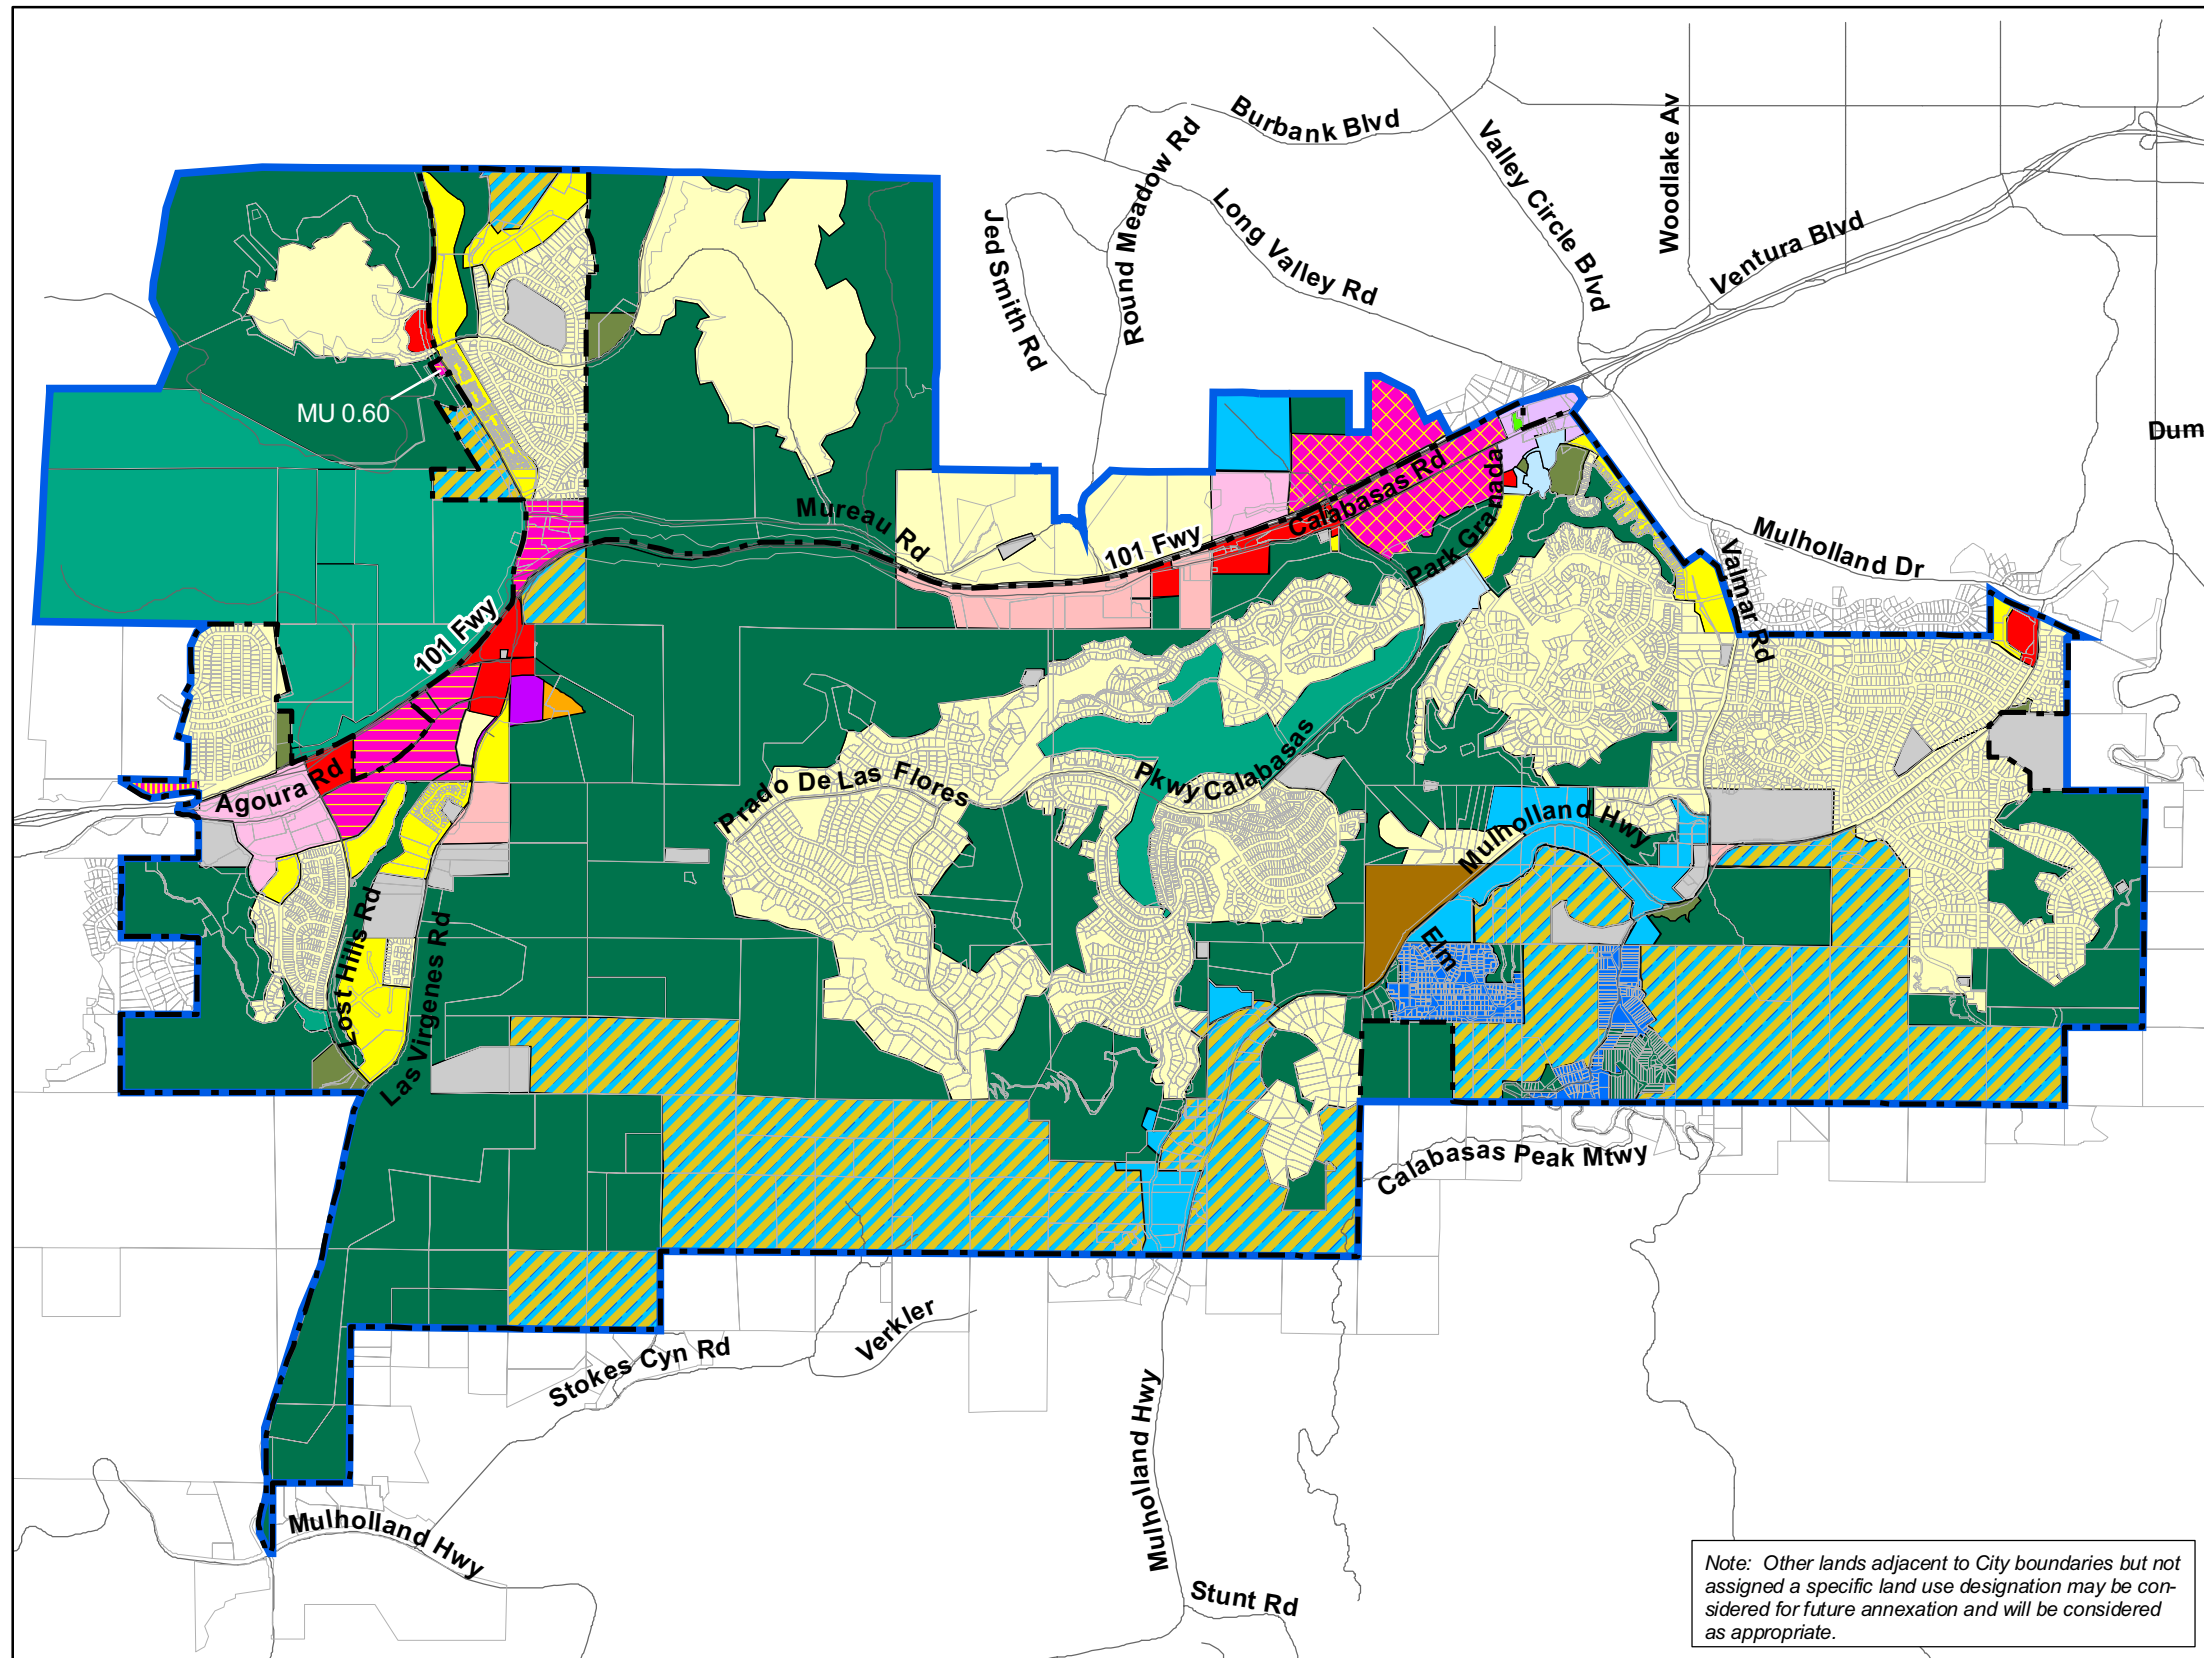 Burbank Blvd
Round Meadow Rd
Jed Smith Rd
Long Valley Rd
Valley Circle Blvd
Woodlake Av
Ventura Blvd
Dum
MU 0.60
Mureau Rd
101 Fwy
Calabasas Rd
Park Granada
Mulholland Dr
Valmar Rd
101 Fwy
Agoura Rd
Prado De Las Flores
Pkwy Calabasas
Mulholland Hwy
Elm
Lost Hills Rd
Las Virgenes Rd
Calabasas Peak Mtwy
Stokes Cyn Rd
Verkler
Mulholland Hwy
Mulholland Hwy
Stunt Rd
Note: Other lands adjacent to City boundaries but not
assigned a specific land use designation may be con-
sidered for future annexation and will be considered
as appropriate.